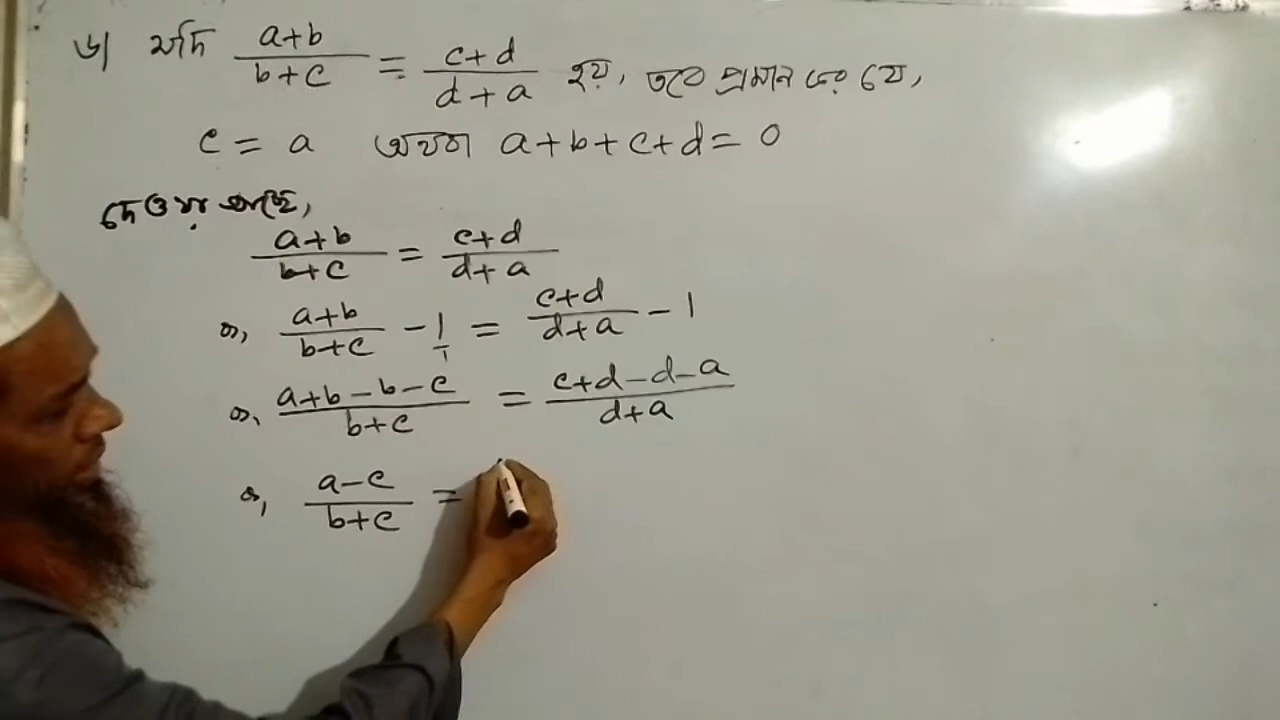 ৬। যদি (a+b)/(b+c) = (c+d)/(d+a) হয়, তবে প্রমান কর যে,
c = a অথবা a+b+c+d = 0
দেওয়া আছে,
(a+b)/(b+c) = (c+d)/(d+a)
বা, (a+b)/(b+c) - 1/1 = (c+d)/(d+a) - 1
বা, (a+b-b-c)/(b+c) = (c+d-d-a)/(d+a)
বা, (a-c)/(b+c) =